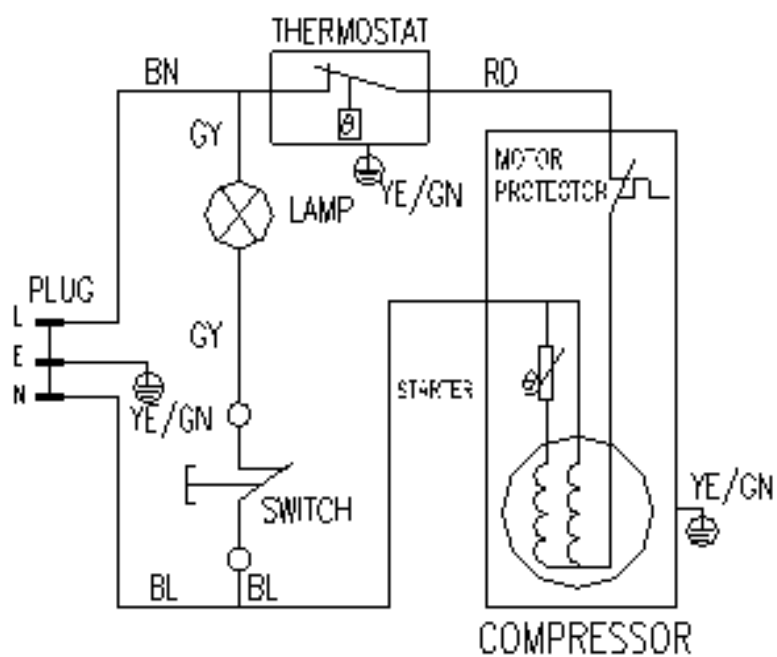 THERMOSTAT
BN
RD
GY
MOTOR
PROTECTOR
θ
YE/GN
LAMP
PLUG
L
GY
E
STARTER
θ
N
YE/GN
YE/GN
SWITCH
BL
BL
COMPRESSOR